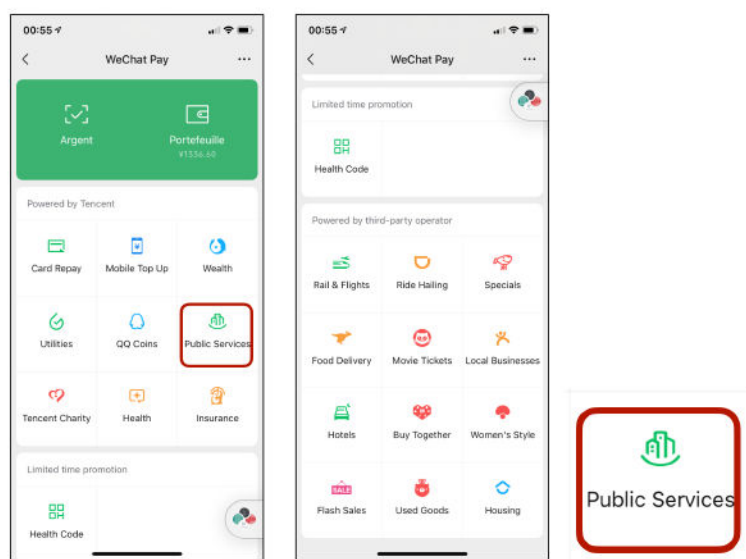 00:55
WeChat Pay
Argent
Portefeuille
¥1336.60
Powered by Tencent
Card Repay
Mobile Top Up
Wealth
Utilities
QQ Coins
Public Services
Tencent Charity
Health
Insurance
Limited time promotion
Health Code
00:55
WeChat Pay
Limited time promotion
Health Code
Powered by third-party operator
Rail & Flights
Ride Hailing
Specials
Food Delivery
Movie Tickets
Local Businesses
Hotels
Buy Together
Women's Style
SALE
Flash Sales
Used Goods
Housing
Public Services